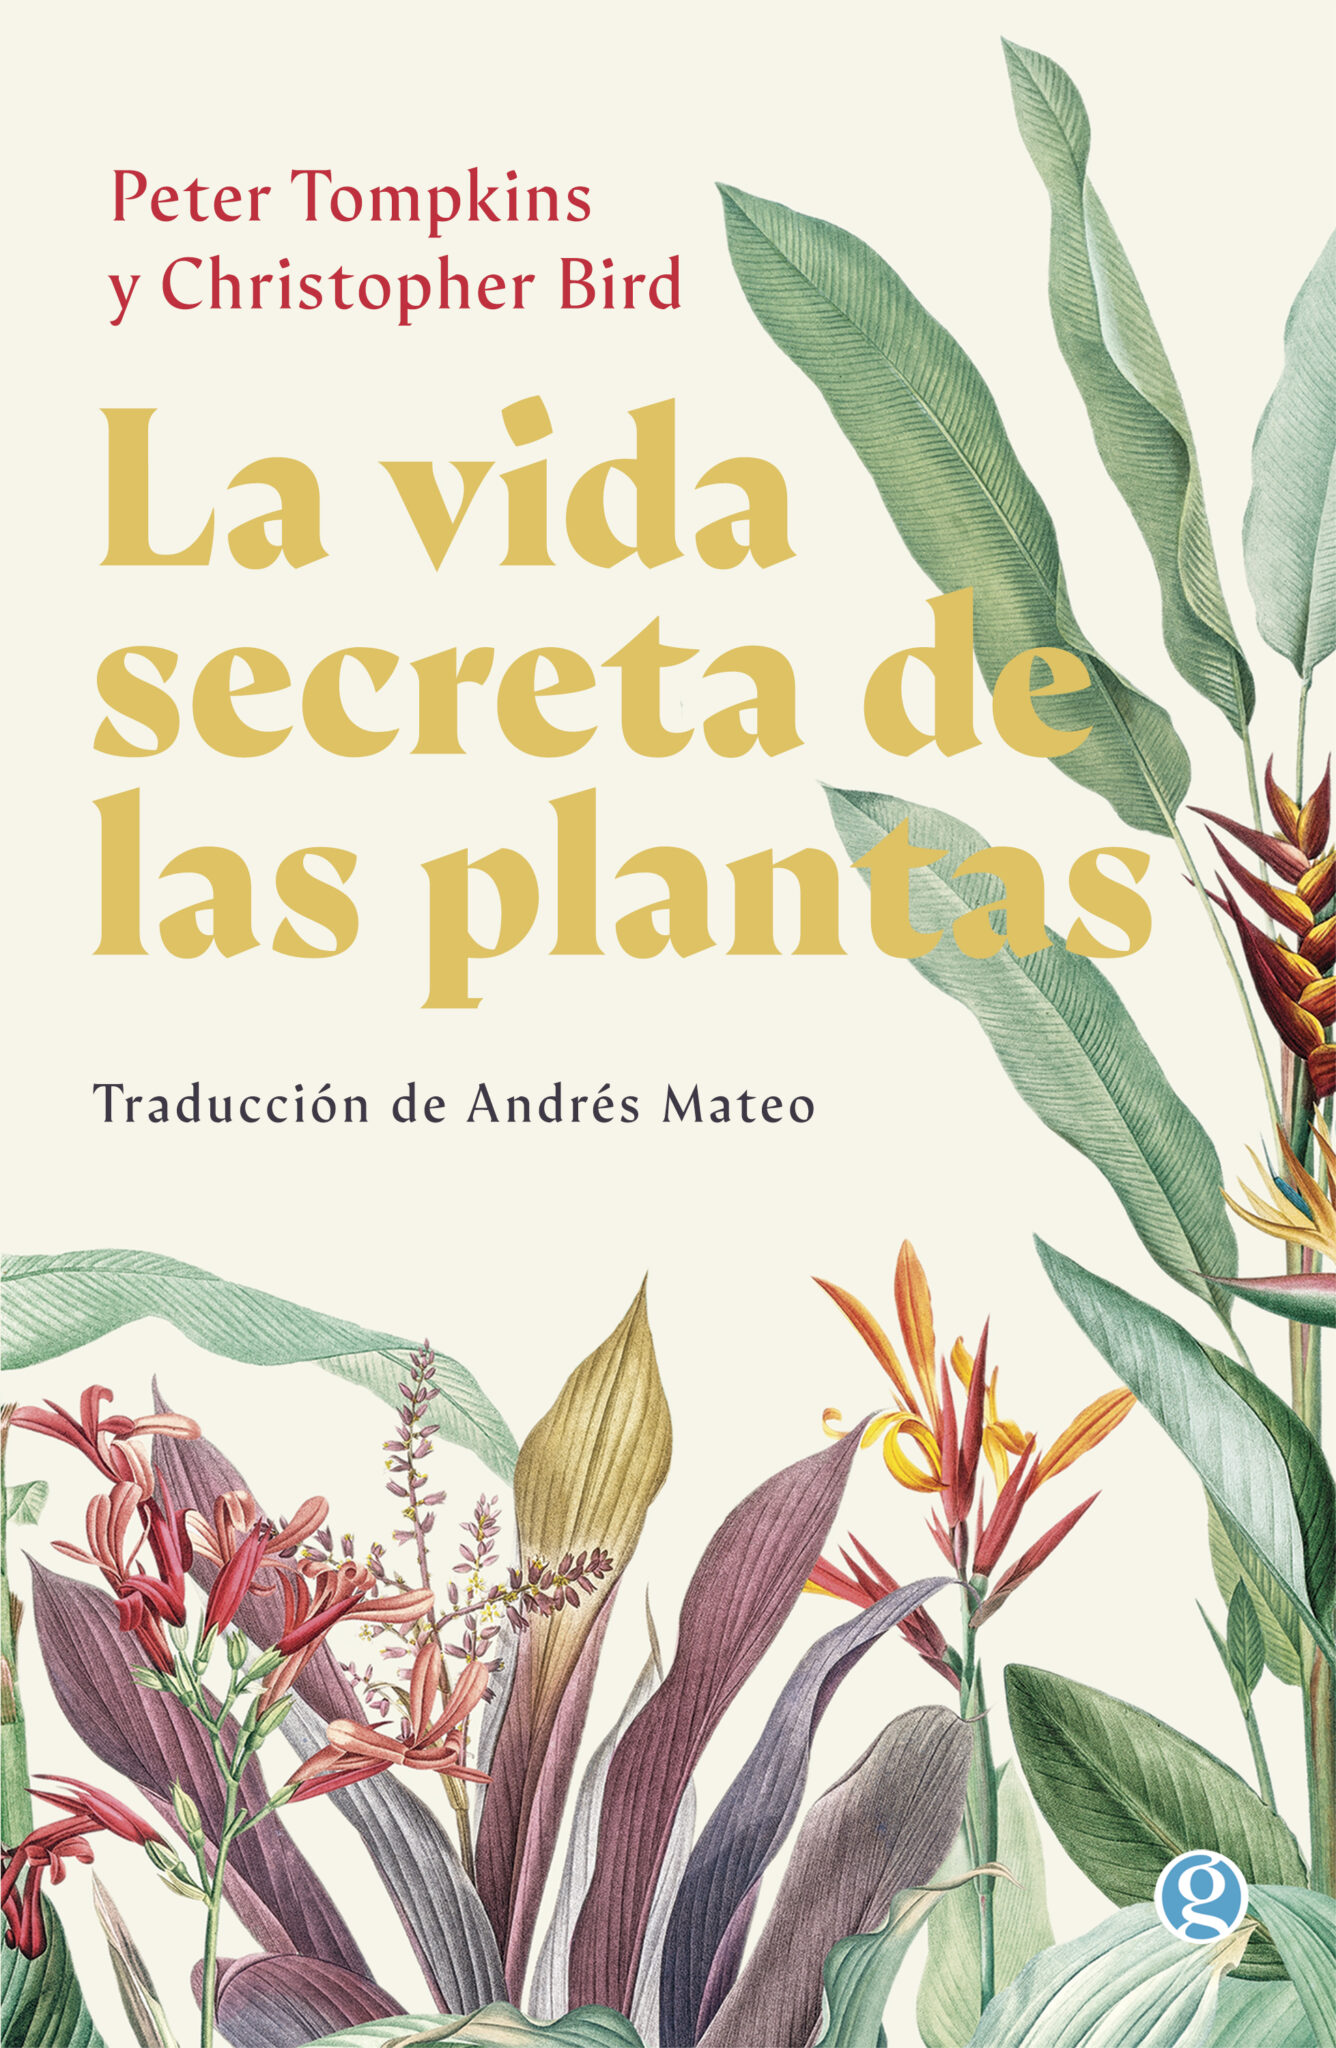 Peter Tompkins
y Christopher Bird
La vida
secreta de
las plantas
Traducción de Andrés Mateo
g